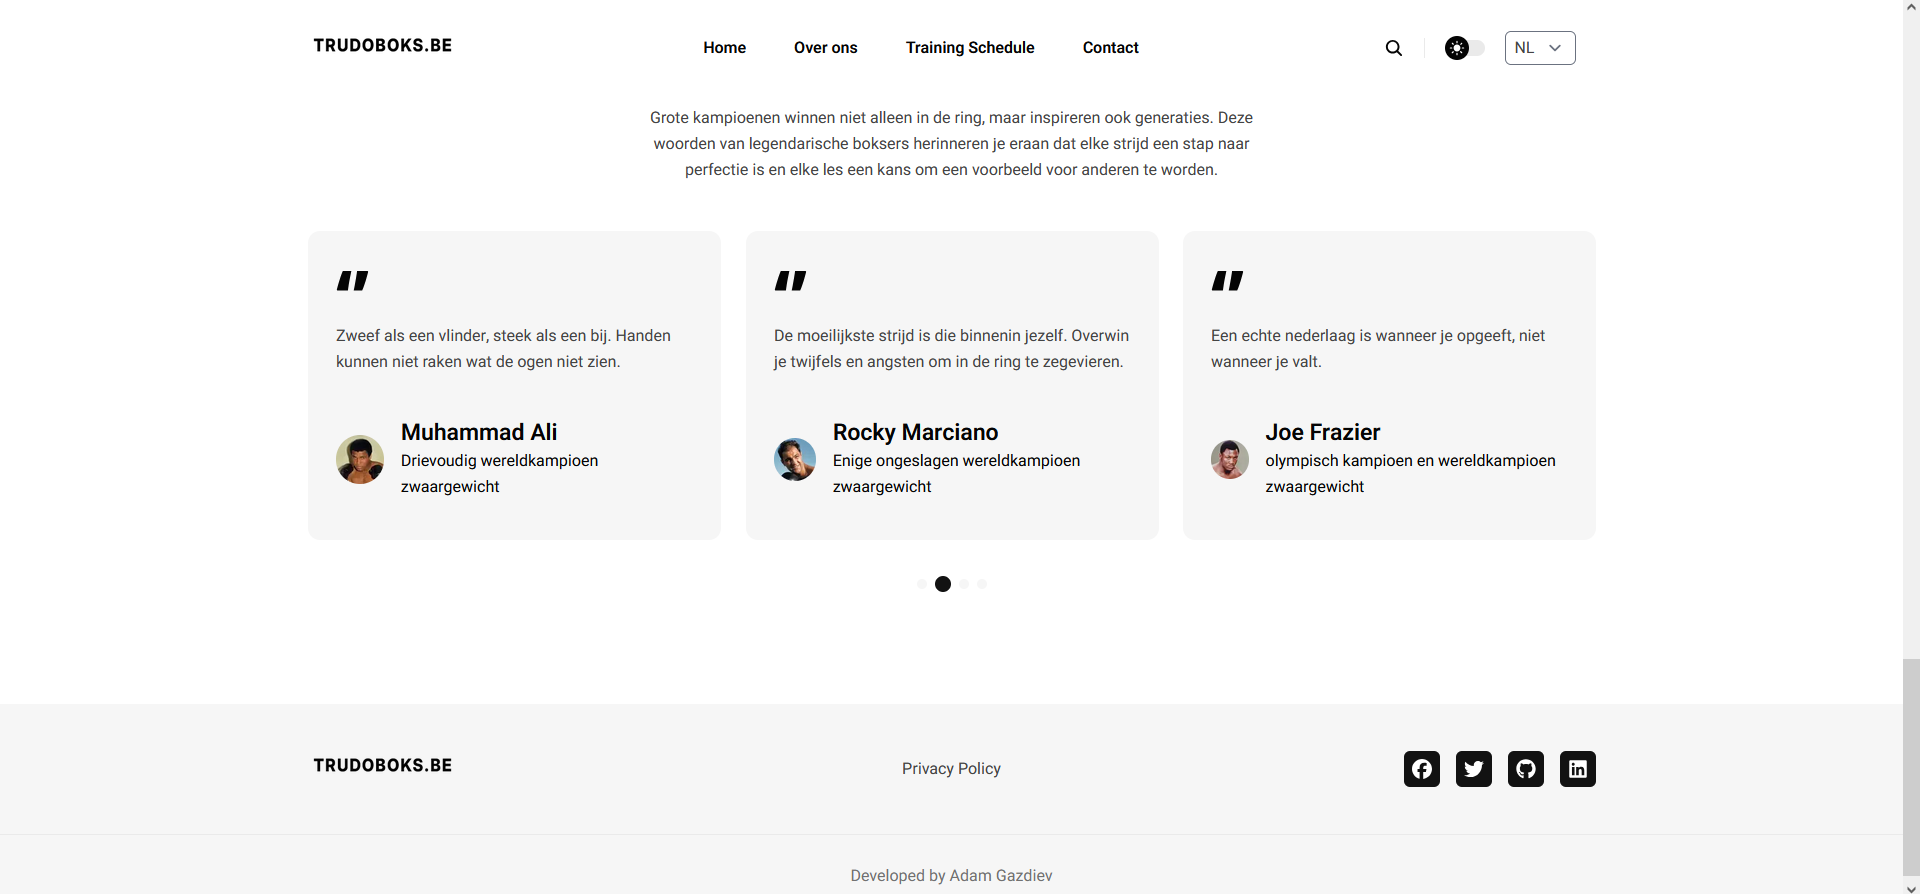 TRUDOBOKS.BE
Home
Over ons
Training Schedule
Contact
NL
Grote kampioenen winnen niet alleen in de ring, maar inspireren ook generaties. Deze
woorden van legendarische boksers herinneren je eraan dat elke strijd een stap naar
perfectie is en elke les een kans om een voorbeeld voor anderen te worden.
Zweef als een vlinder, steek als een bij. Handen
kunnen niet raken wat de ogen niet zien.
Muhammad Ali
Drievoudig wereldkampioen
zwaargewicht
De moeilijkste strijd is die binnenin jezelf. Overwin
je twijfels en angsten om in de ring te zegevieren.
Rocky Marciano
Enige ongeslagen wereldkampioen
zwaargewicht
Een echte nederlaag is wanneer je opgeeft, niet
wanneer je valt.
Joe Frazier
olympisch kampioen en wereldkampioen
zwaargewicht
TRUDOBOKS.BE
Privacy Policy
Developed by Adam Gazdiev